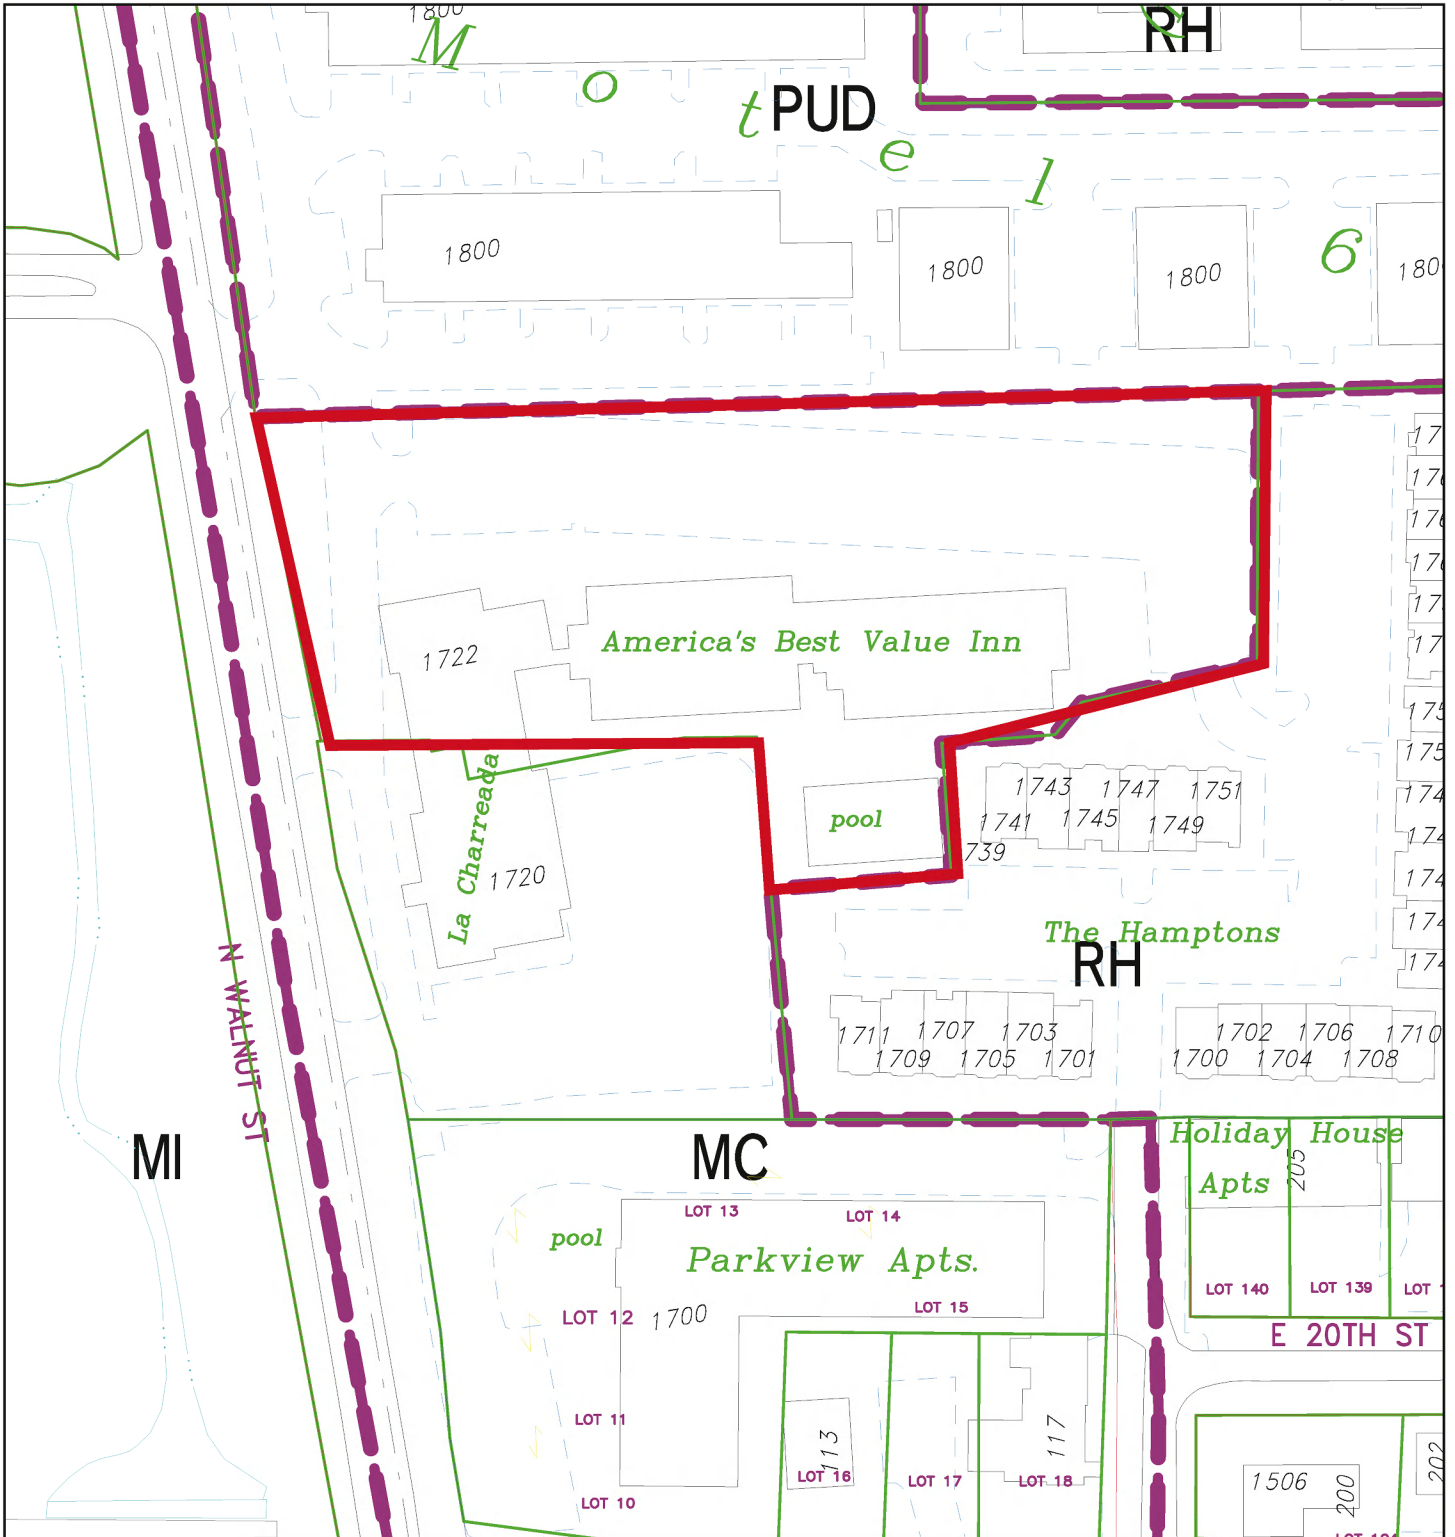 1800
RH
Motel 6
PUD
1800
1800
1800
America's Best Value Inn
1722
pool
1743
1747
1751
1741
1745
1749
La Charreada
1720
The Hamptons
RH
N WALNUT ST
1711
1707
1703
1709
1705
1701
1702
1706
1710
1700
1704
1708
MI
MC
Holiday House
Apts
205
LOT 13
LOT 14
pool
Parkview Apts.
LOT 12
1700
LOT 15
LOT 140
LOT 139
E 20TH ST
LOT 11
113
117
LOT 16
LOT 17
LOT 18
LOT 10
1506
200
202